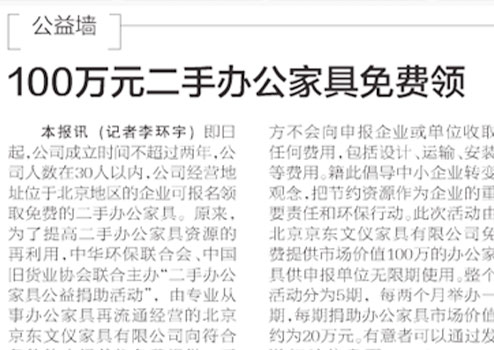 公益墙
100万元二手办公家具免费领
本报讯（记者李环宇）即日
起，公司成立时间不超过两年，公
司人数在30人以内，公司经营地
址位于北京地区的企业可报名领
取免费的二手办公家具。原来，
为了提高二手办公家具资源的
再利用，中华环保联合会、中国
旧货业协会联合主办“二手办公
家具公益捐助活动”，由专业从
事办公家具再流通经营的北京
京东文仪家具有限公司向符合
方不会向申报企业或单位收取
任何费用，包括设计、运输、安装
等费用。籍此倡导中小企业转变
观念，把节约资源作为企业的重
要责任和环保行动。此次活动由
北京京东文仪家具有限公司免
费提供市场价值100万的办公家
具供申报单位无限期使用。整个
活动分为5期，每两个月举办一
期，每期捐助办公家具市场价值
约为20万元。有意者可以通过发